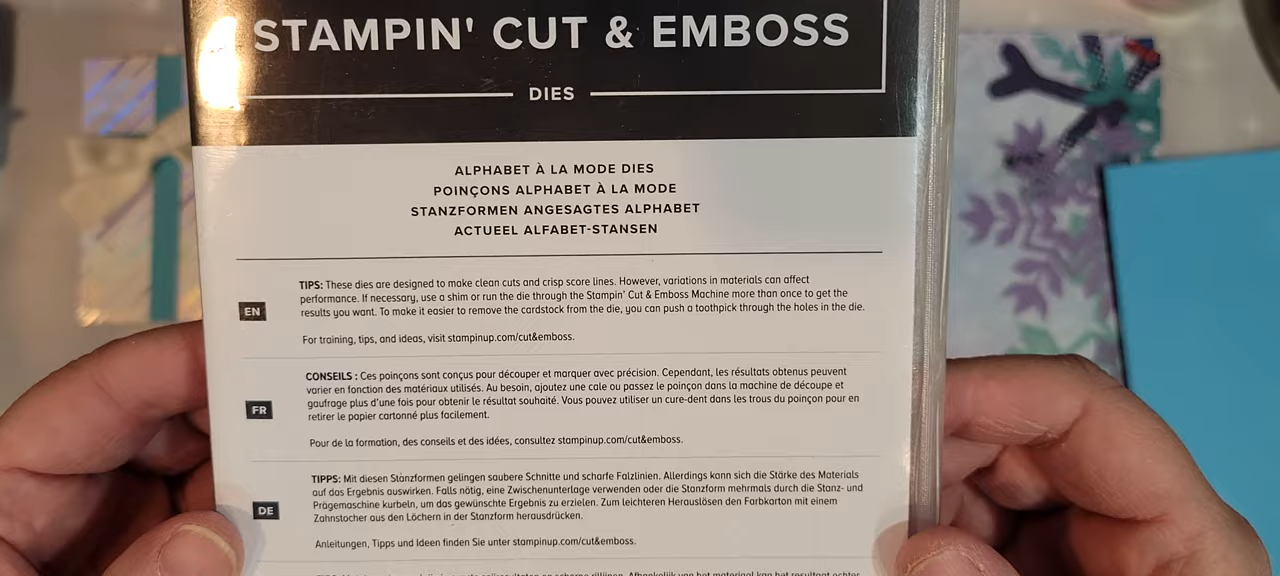 STAMPIN' CUT & EMBOSS
DIES
ALPHABET À LA MODE DIES
POINÇONS ALPHABET À LA MODE
STANZFORMEN ANGESAGTES ALPHABET
ACTUEEL ALFABET-STANSEN
TIPS: These dies are designed to make clean cuts and crisp score lines. However, variations in materials can affect
performance. If necessary, use a shim or run the die through the Stampin' Cut & Emboss Machine more than once to get the
EN
results you want. To make it easier to remove the cardstock from the die, you can push a toothpick through the holes in the die.
For training, tips, and ideas, visit stampinup.com/cut&emboss.
CONSEILS : Ces poinçons sont conçus pour découper et marquer avec précision. Cependant, les résultats obtenus peuvent
varier en fonction des matériaux utilisés. Au besoin, ajoutez une cale ou passez le poinçon dans la machine de découpe et
FR
gaufrage plus d'une fois pour obtenir le résultat souhaité. Vous pouvez utiliser un cure-dent dans les trous du poinçon pour en
retirer le papier cartonné plus facilement.
Pour de la formation, des conseils et des idées, consultez stampinup.com/cut&emboss.
TIPPS: Mit diesen Stanzformen gelingen saubere Schnitte und scharfe Falzlinien. Allerdings kann sich die Stärke des Materials
auf das Ergebnis auswirken. Falls nötig, eine Zwischenunterlage verwenden oder die Stanzform mehrmals durch die Stanz- und
DE
Prägemaschine kurbeln, um das gewünschte Ergebnis zu erzielen. Zum leichteren Herauslösen den Farbkarton mit einem
Zahnstocher aus den Löchern in der Stanzform herausdrücken.
Anleitungen, Tipps und Ideen finden Sie unter stampinup.com/cut&emboss.